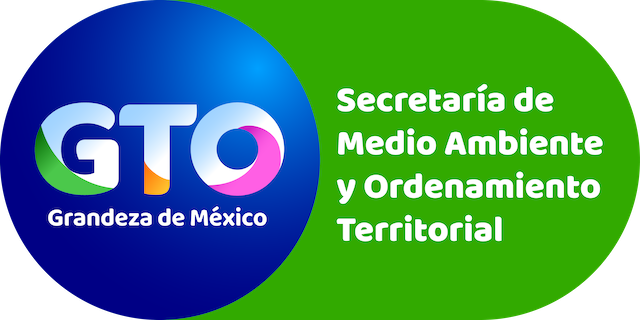 GTO
Grandeza de México
Secretaría de
Medio Ambiente
y Ordenamiento
Territorial